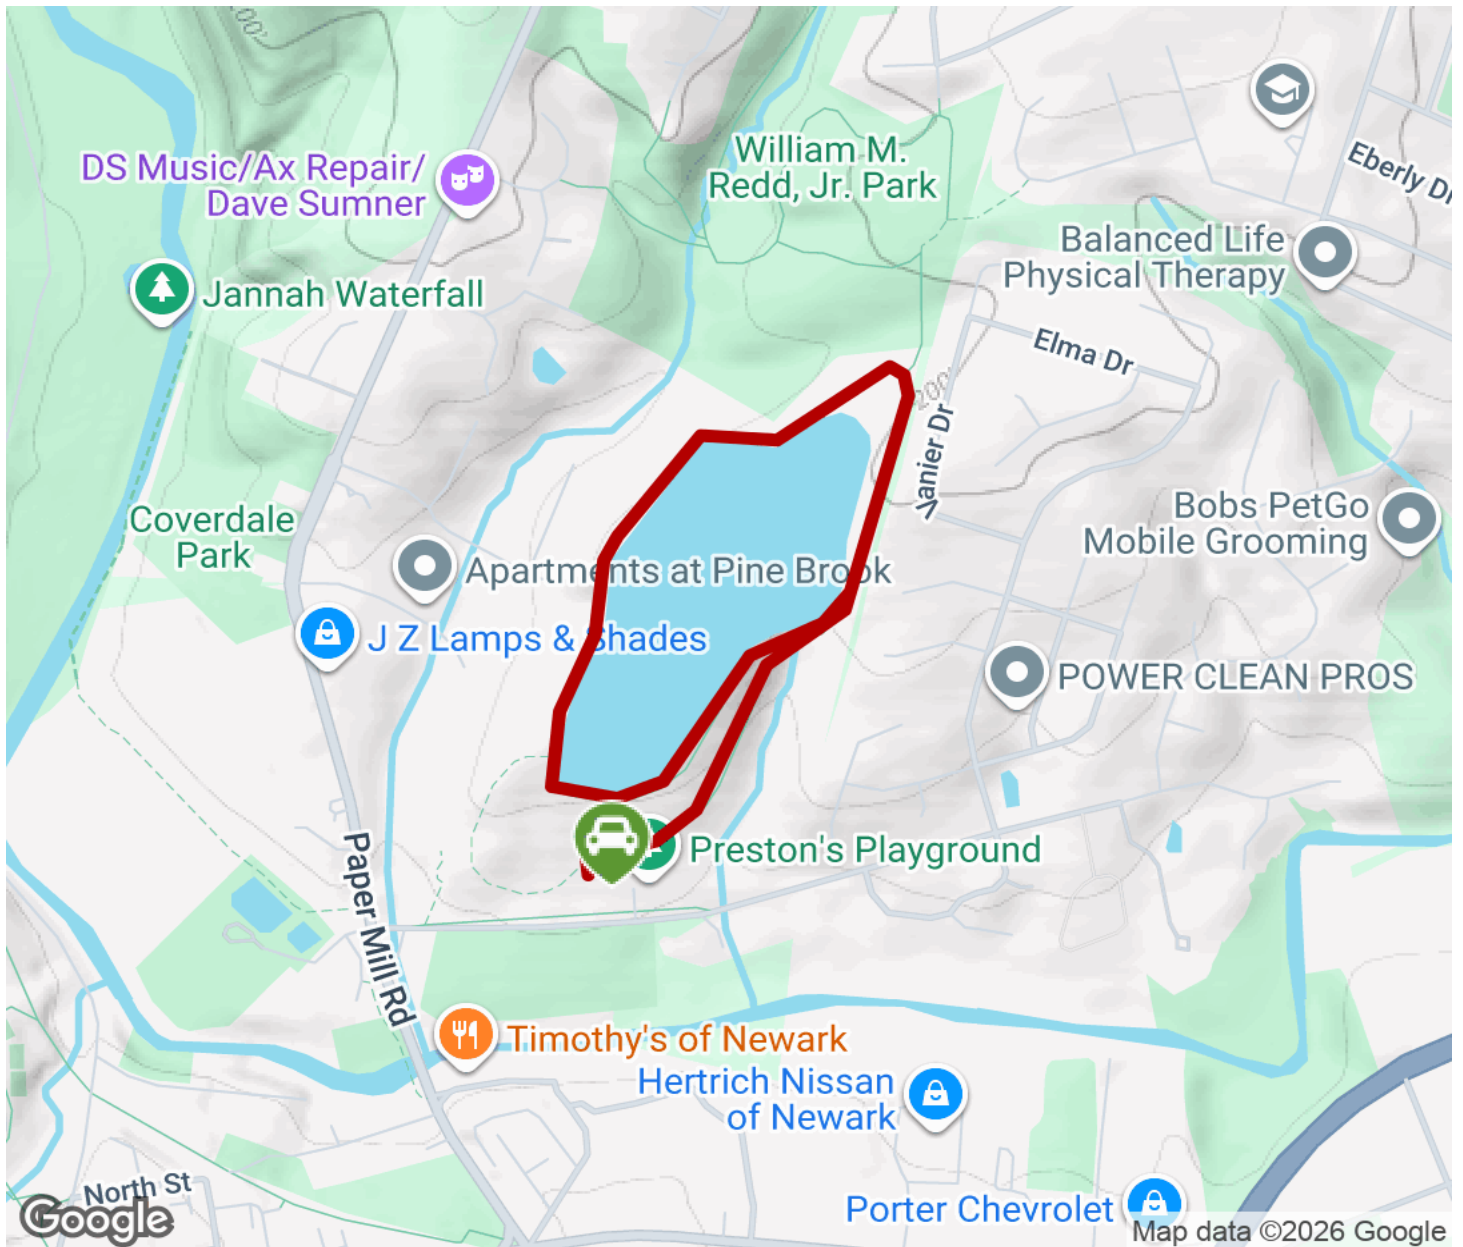 200'
DS Music/Ax Repair/
Dave Sumner
William M.
Redd, Jr. Park
Eberly Dr
Balanced Life
Physical Therapy
Jannah Waterfall
Elma Dr
200'
Vanier Dr
Coverdale
Park
Bobs PetGo
Mobile Grooming
Apartments at Pine Brook
J Z Lamps & Shades
POWER CLEAN PROS
Preston's Playground
Paper Mill Rd
Timothy's of Newark
Hertrich Nissan
of Newark
North St
Porter Chevrolet
Google
Map data ©2026 Google